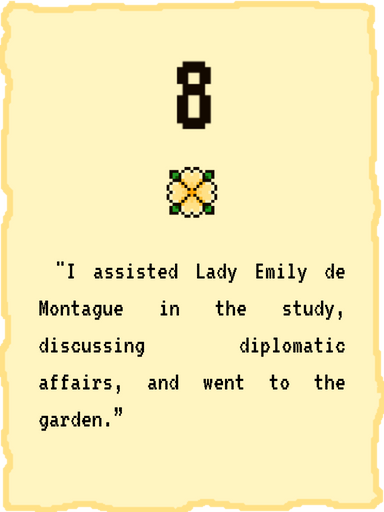 8
"I assisted Lady Emily de
Montague in the study,
discussing diplomatic
affairs, and went to the
garden.”